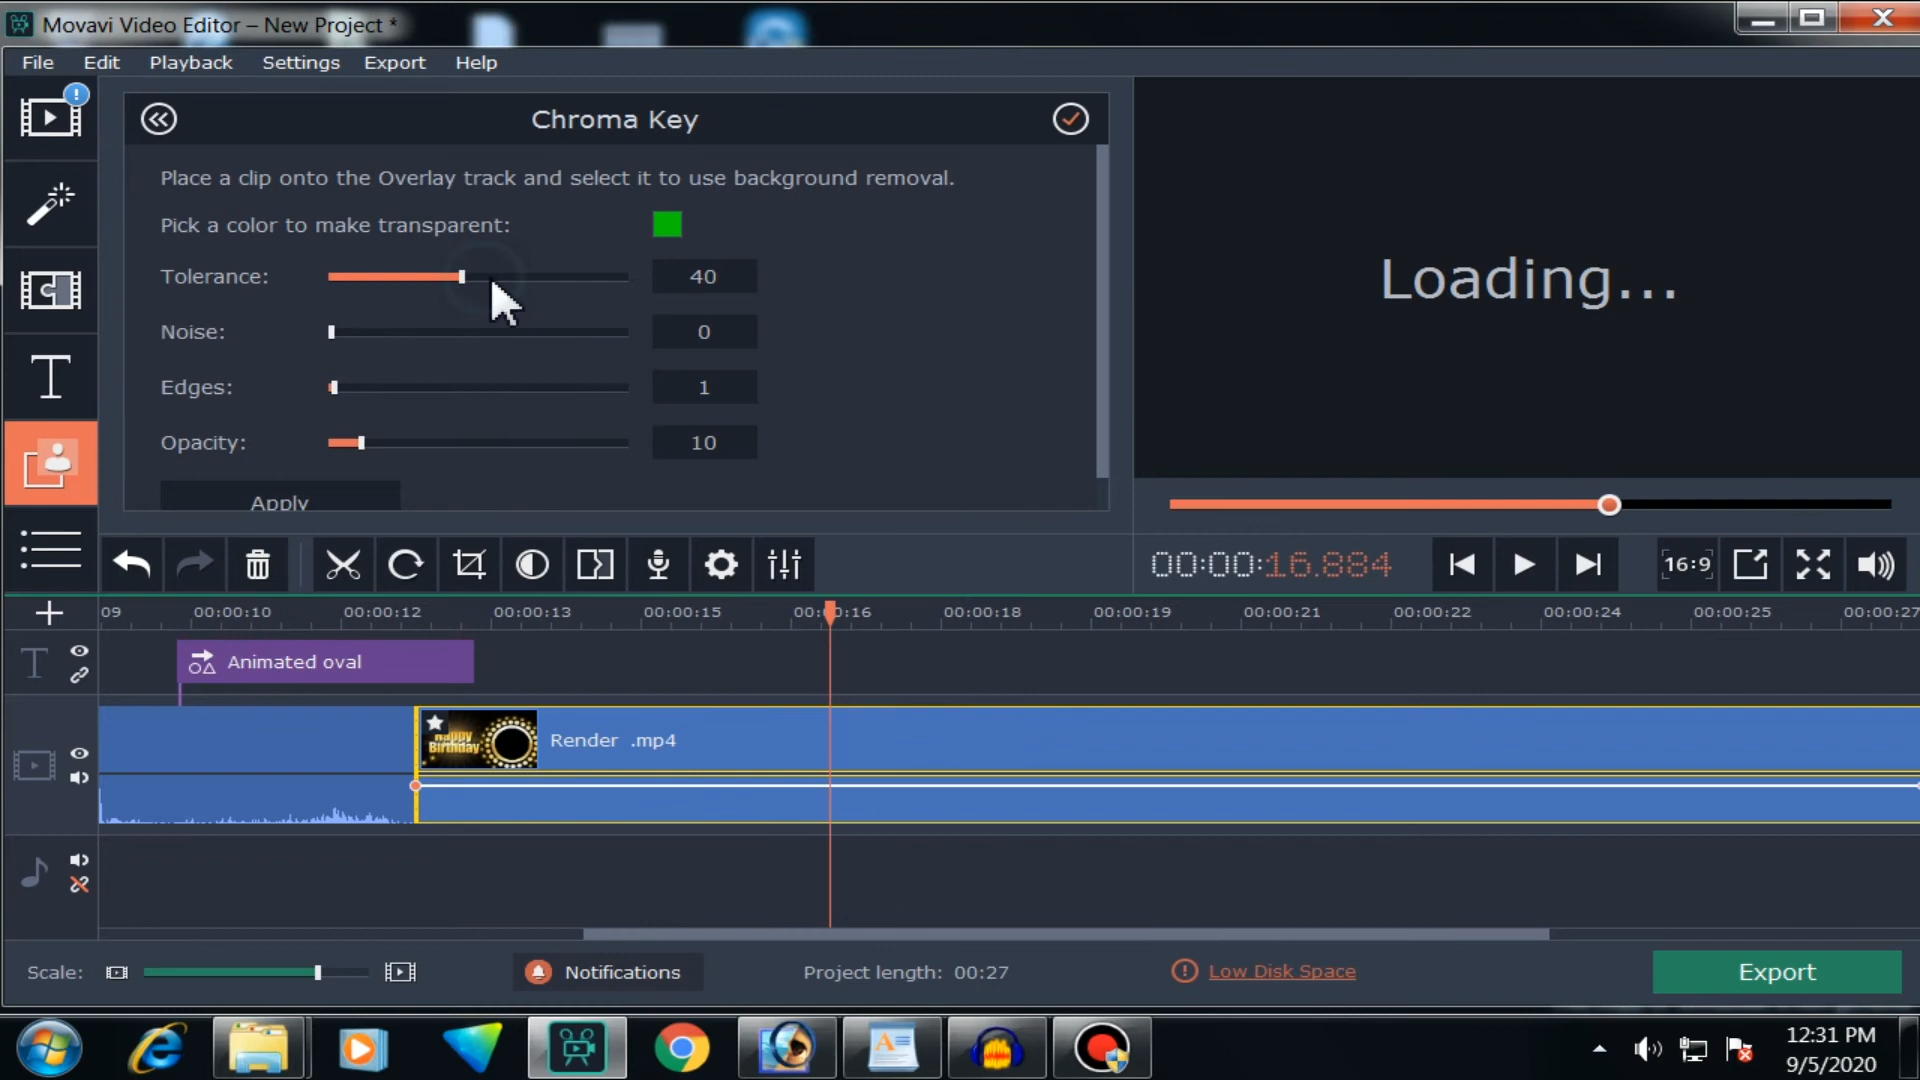 Movavi Video Editor – New Project *
File Edit Playback Settings Export Help
Chroma Key
Place a clip onto the Overlay track and select it to use background removal.
Pick a color to make transparent:
Tolerance: 40
Noise: 0
Edges: 1
Opacity: 10
Apply
Loading...
00:00:16.884
16:9
09 00:00:10 00:00:12 00:00:13 00:00:15 00:00:16 00:00:18 00:00:19 00:00:21 00:00:22 00:00:24 00:00:25 00:00:27
Animated oval
Happy
Birthday
Render .mp4
Scale:
Notifications
Project length: 00:27
Low Disk Space
Export
12:31 PM
9/5/2020